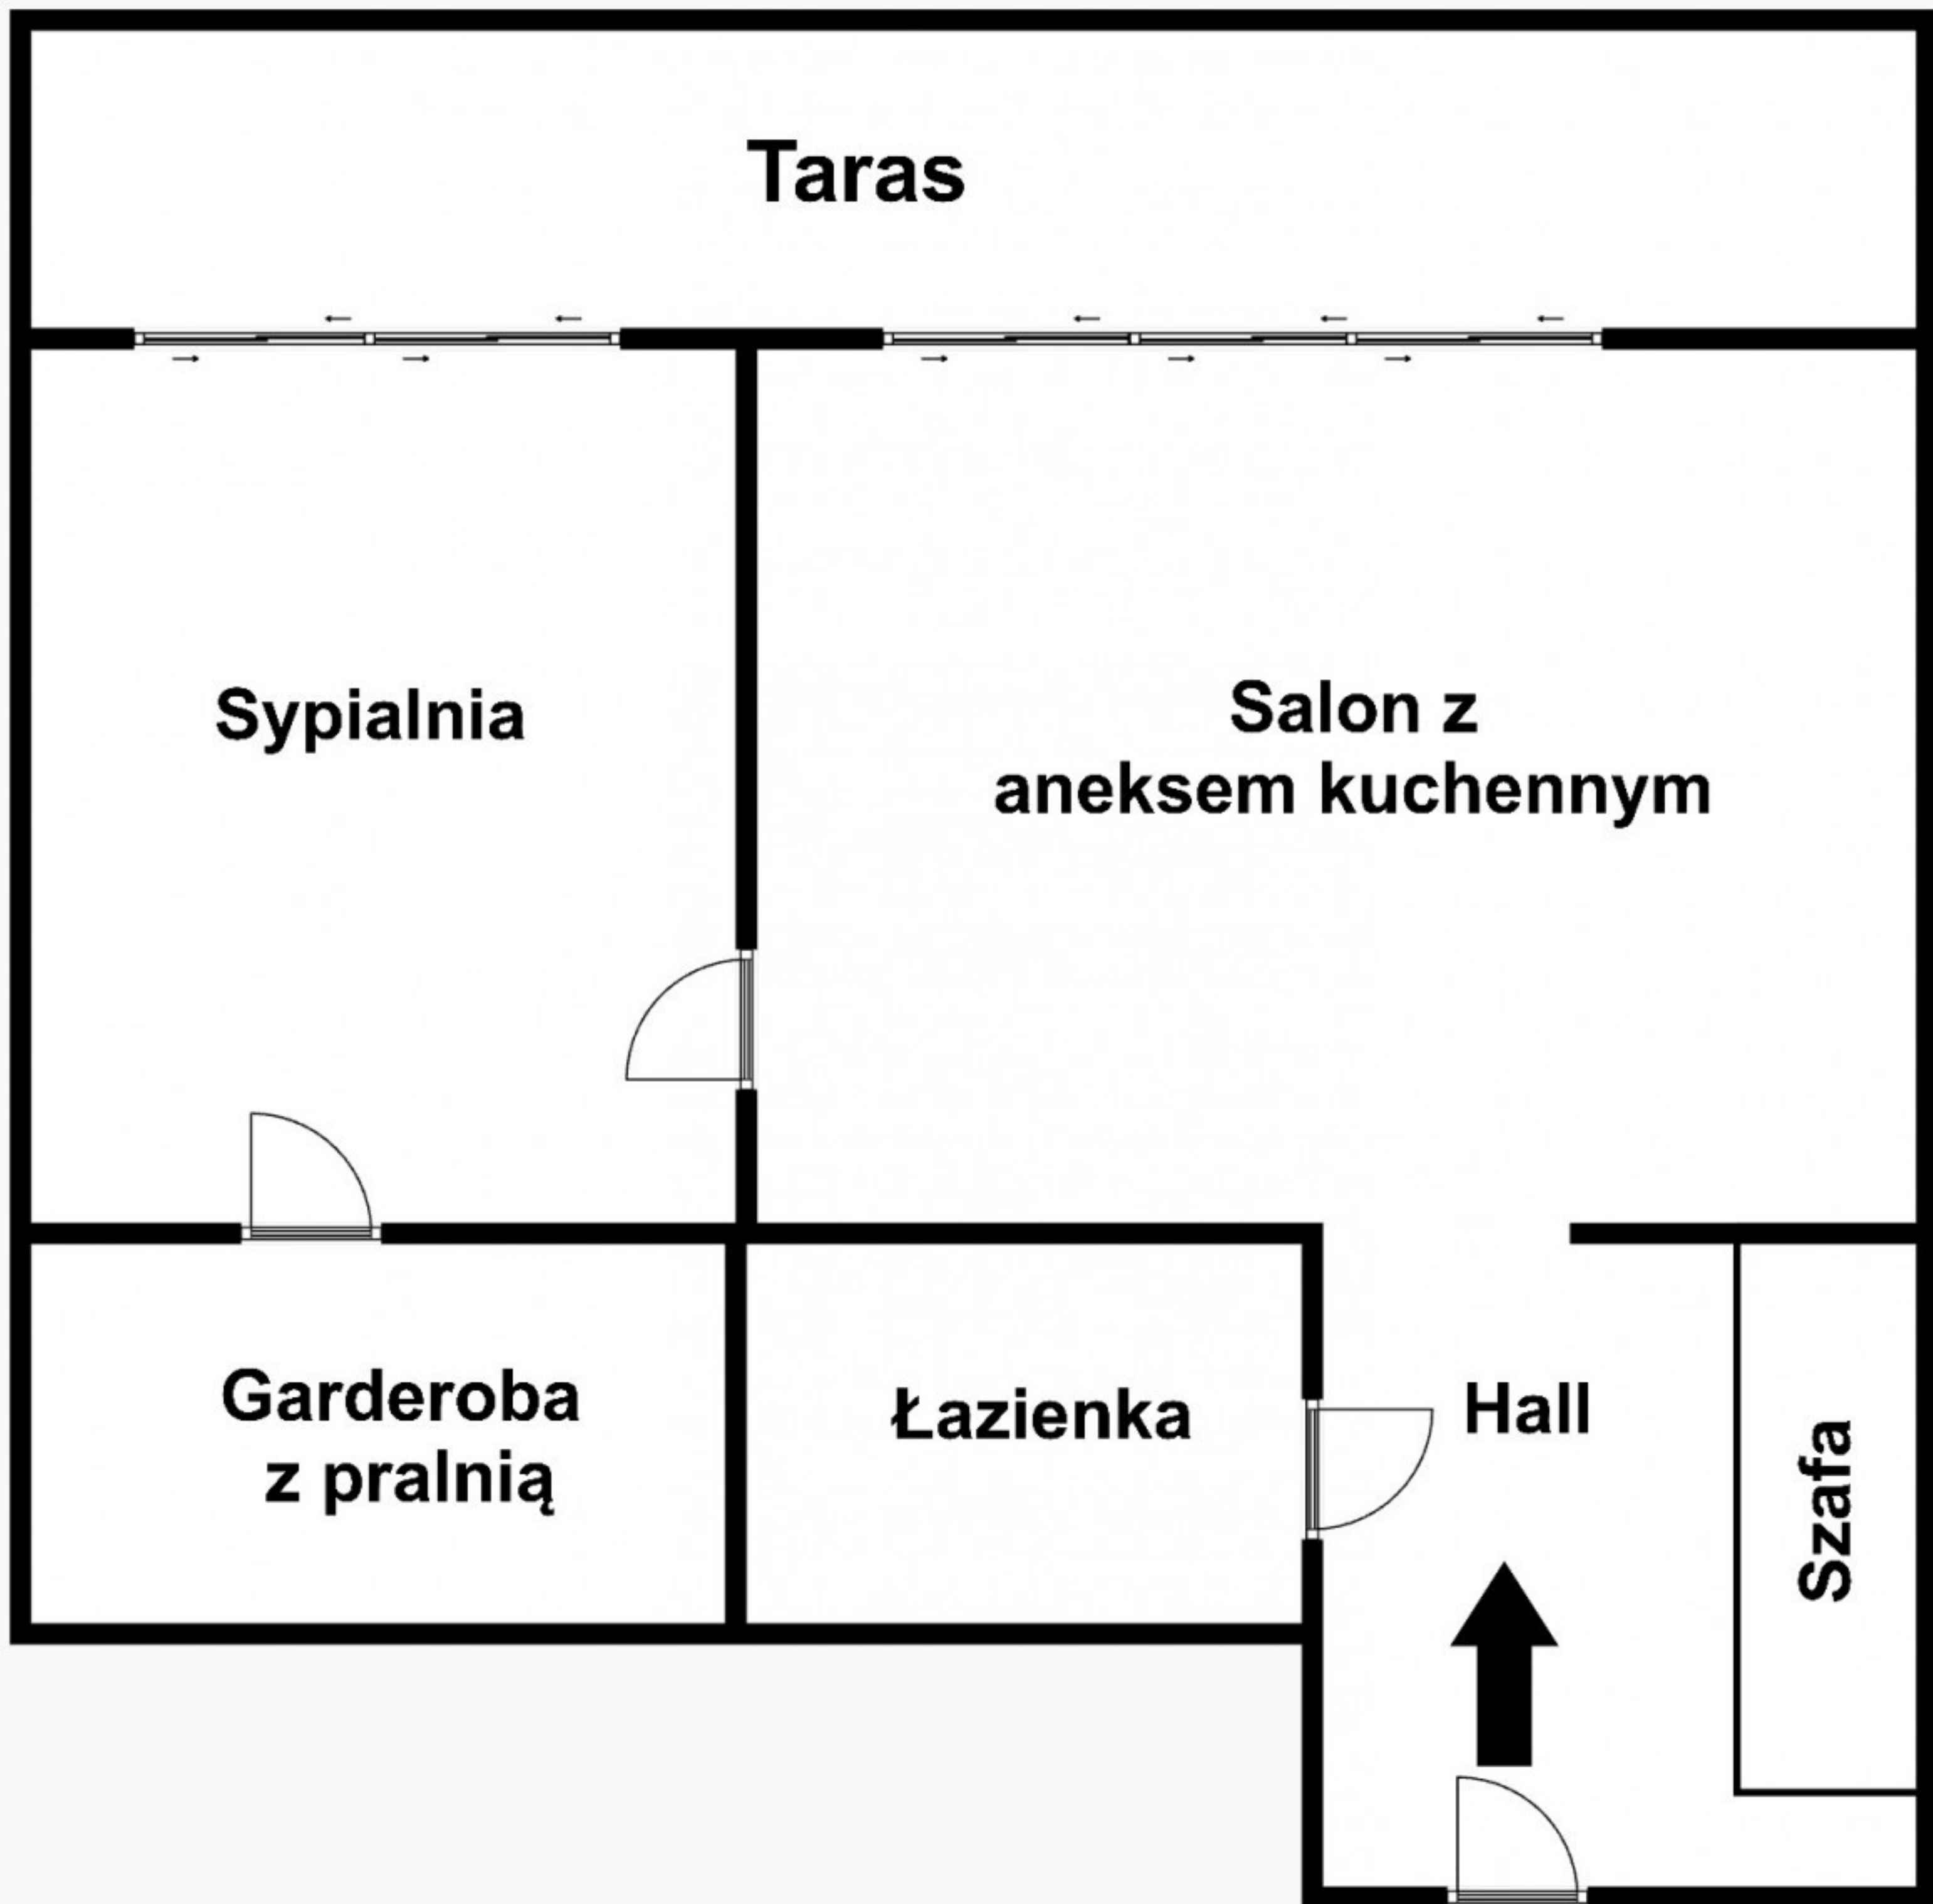 Taras
Sypialnia
Salon z
aneksem kuchennym
Garderoba
z pralnią
Łazienka
Hall
Szafa